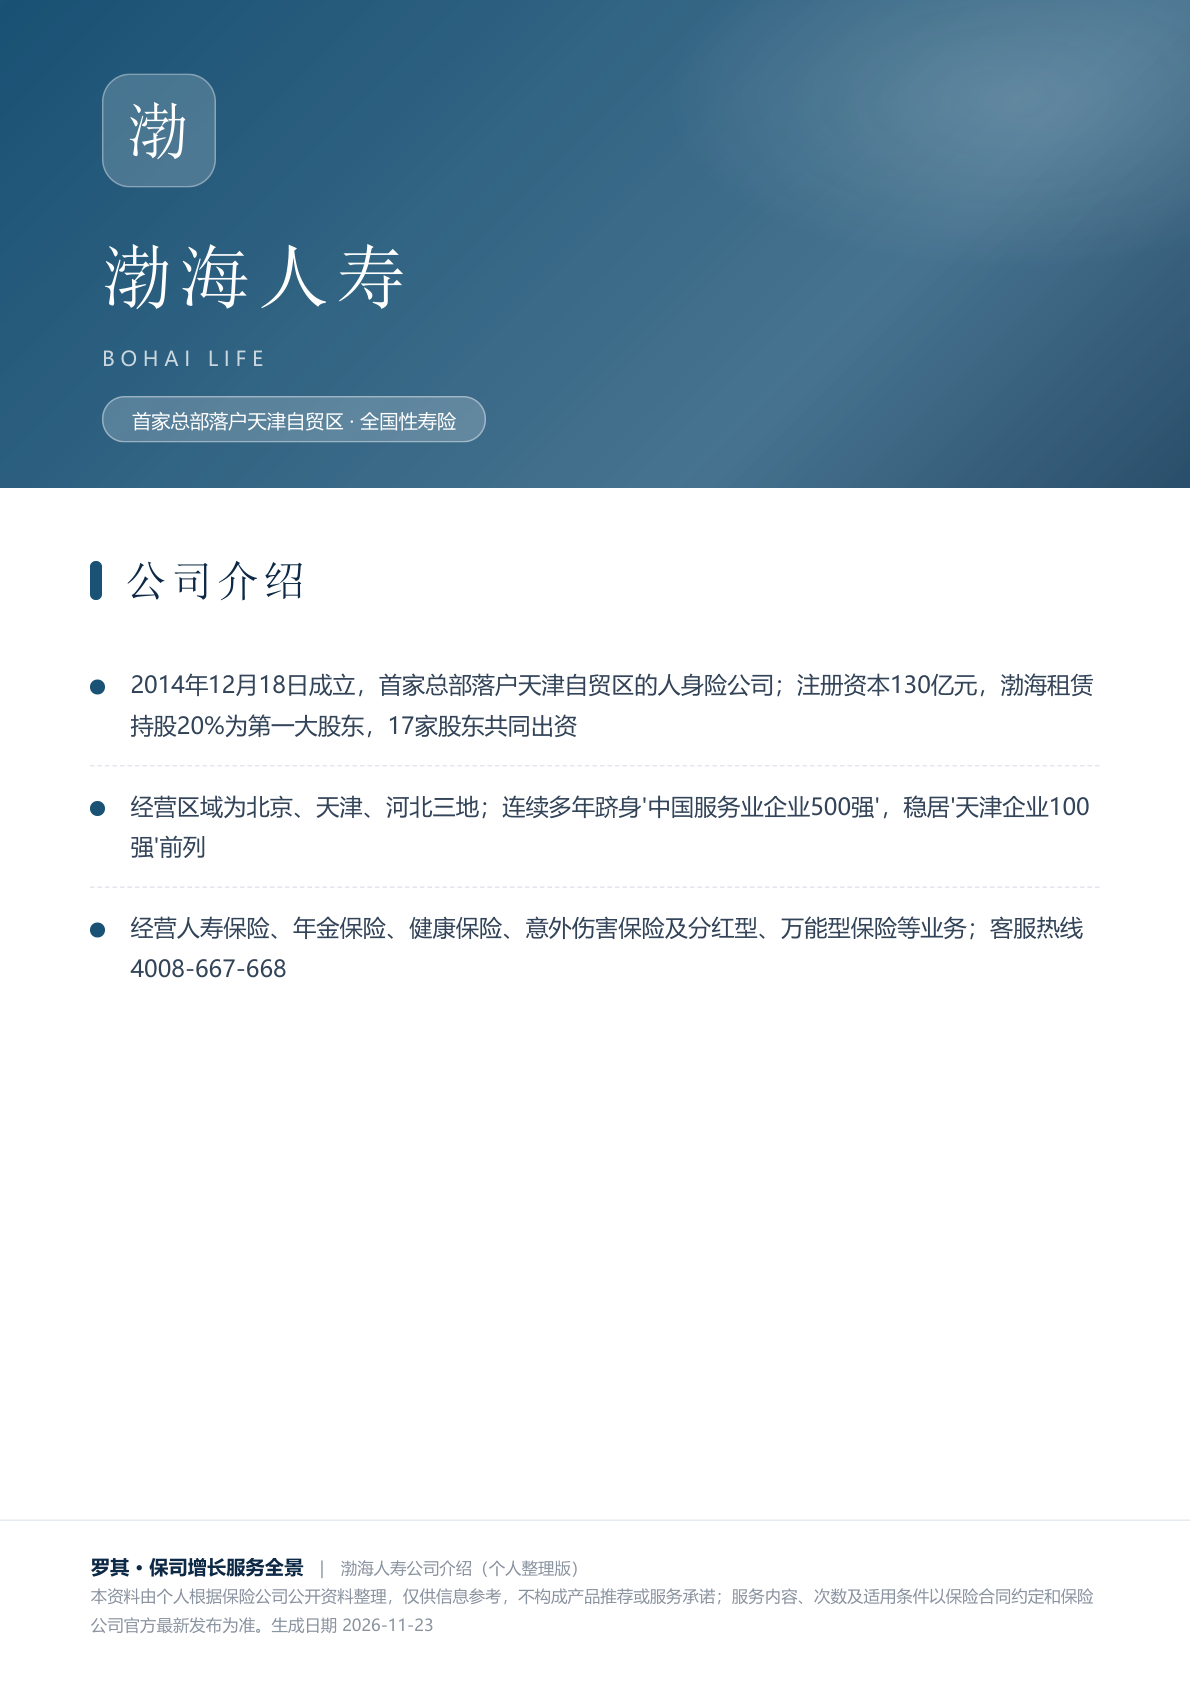 渤
渤海人寿
BOHAI LIFE
首家总部落户天津自贸区 · 全国性寿险
公司介绍
2014年12月18日成立，首家总部落户天津自贸区的人身险公司；注册资本130亿元，渤海租赁
持股20%为第一大股东，17家股东共同出资
经营区域为北京、天津、河北三地；连续多年跻身'中国服务业企业500强'，稳居'天津企业100
强'前列
经营人寿保险、年金保险、健康保险、意外伤害保险及分红型、万能型保险等业务；客服热线
4008-667-668
罗其 • 保司增长服务全景 | 渤海人寿公司介绍（个人整理版）
本资料由个人根据保险公司公开资料整理，仅供信息参考，不构成产品推荐或服务承诺；服务内容、次数及适用条件以保险合同约定和保险
公司官方最新发布为准。生成日期 2026-11-23